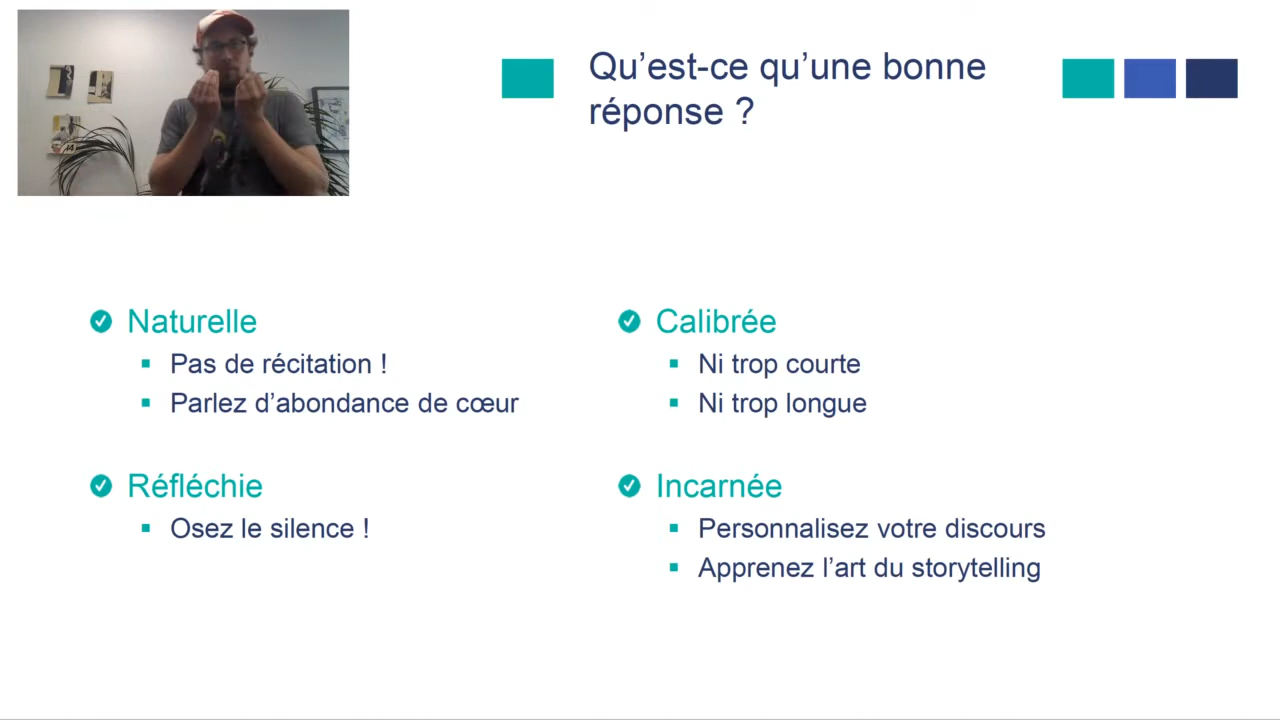 Qu’est-ce qu’une bonne
réponse ?
Naturelle
Pas de récitation !
Parlez d’abondance de cœur
Réfléchie
Osez le silence !
Calibrée
Ni trop courte
Ni trop longue
Incarnée
Personnalisez votre discours
Apprenez l’art du storytelling